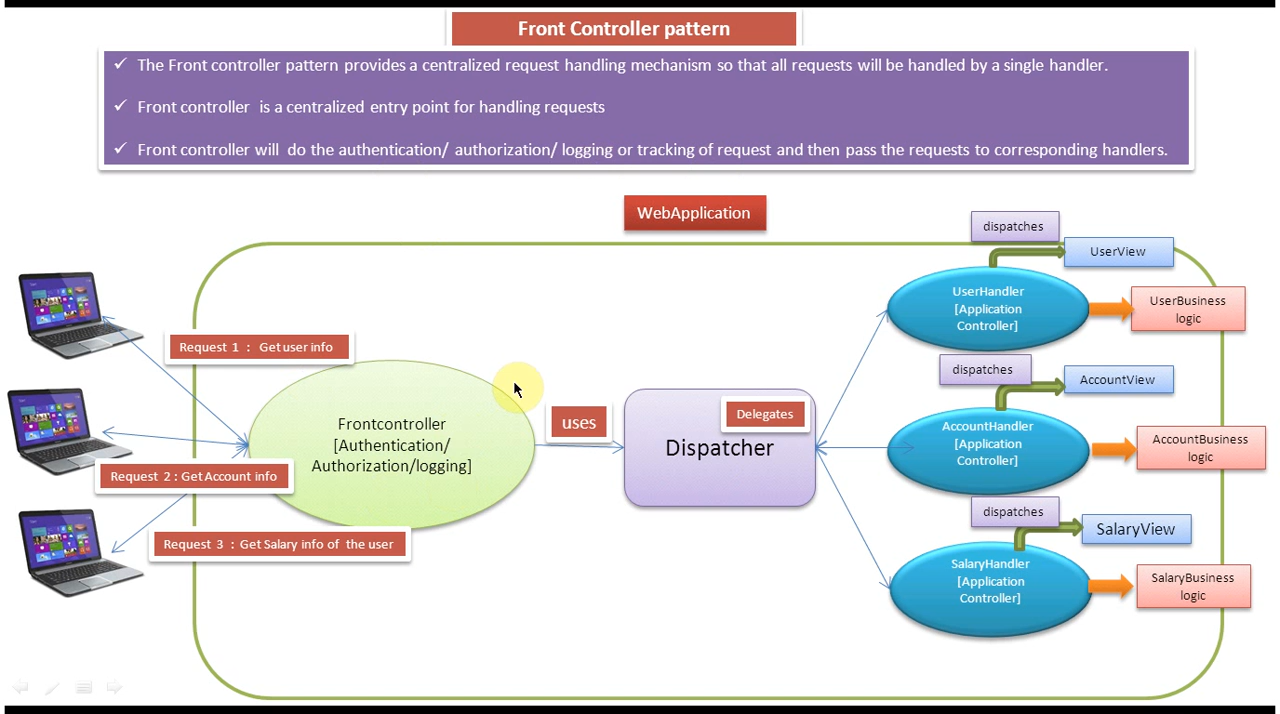 Front Controller pattern
✓ The Front controller pattern provides a centralized request handling mechanism so that all requests will be handled by a single handler.
✓ Front controller is a centralized entry point for handling requests
✓ Front controller will do the authentication/ authorization/ logging or tracking of request and then pass the requests to corresponding handlers.
WebApplication
dispatches
UserView
UserHandler
[Application
Controller]
UserBusiness
logic
Request 1 : Get user info
dispatches
AccountView
Frontcontroller
[Authentication/
Authorization/logging]
uses
Delegates
Dispatcher
AccountHandler
[Application
Controller]
AccountBusiness
logic
Request 2 : Get Account info
dispatches
SalaryView
Request 3 : Get Salary info of the user
SalaryHandler
[Application
Controller]
SalaryBusiness
logic